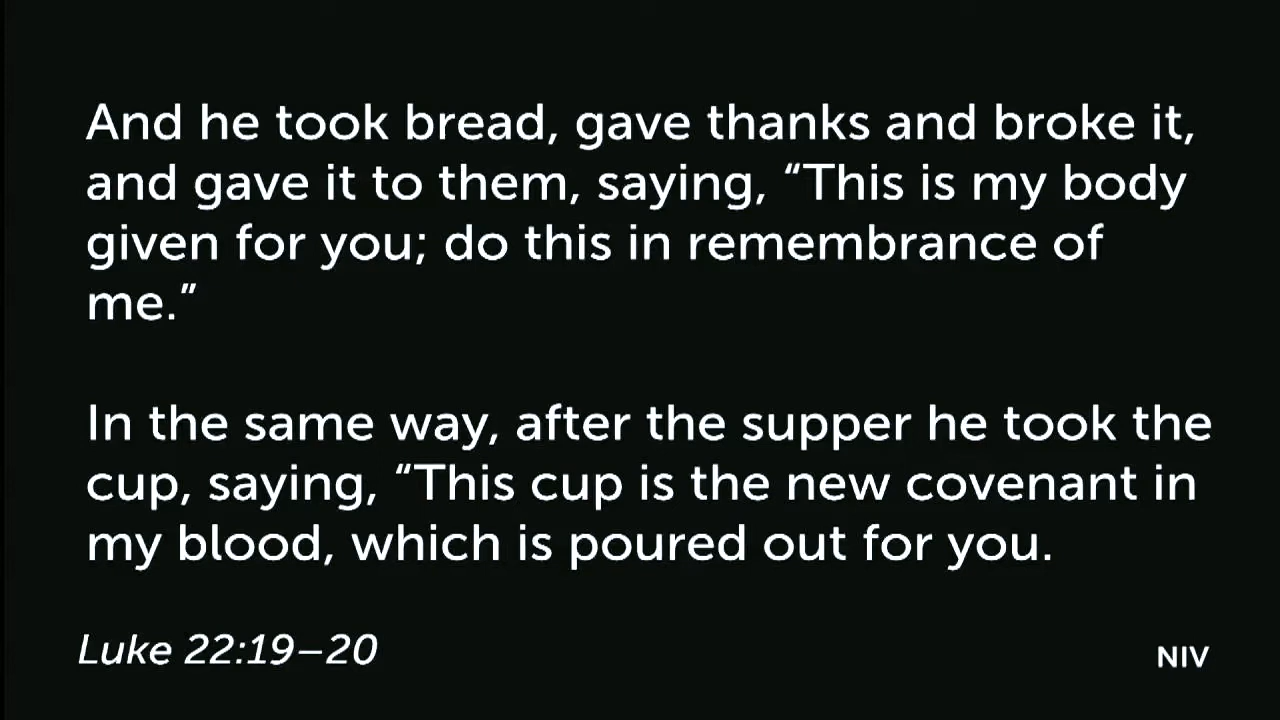 And he took bread, gave thanks and broke it,
and gave it to them, saying, “This is my body
given for you; do this in remembrance of
me.”
In the same way, after the supper he took the
cup, saying, “This cup is the new covenant in
my blood, which is poured out for you.
Luke 22:19–20
NIV